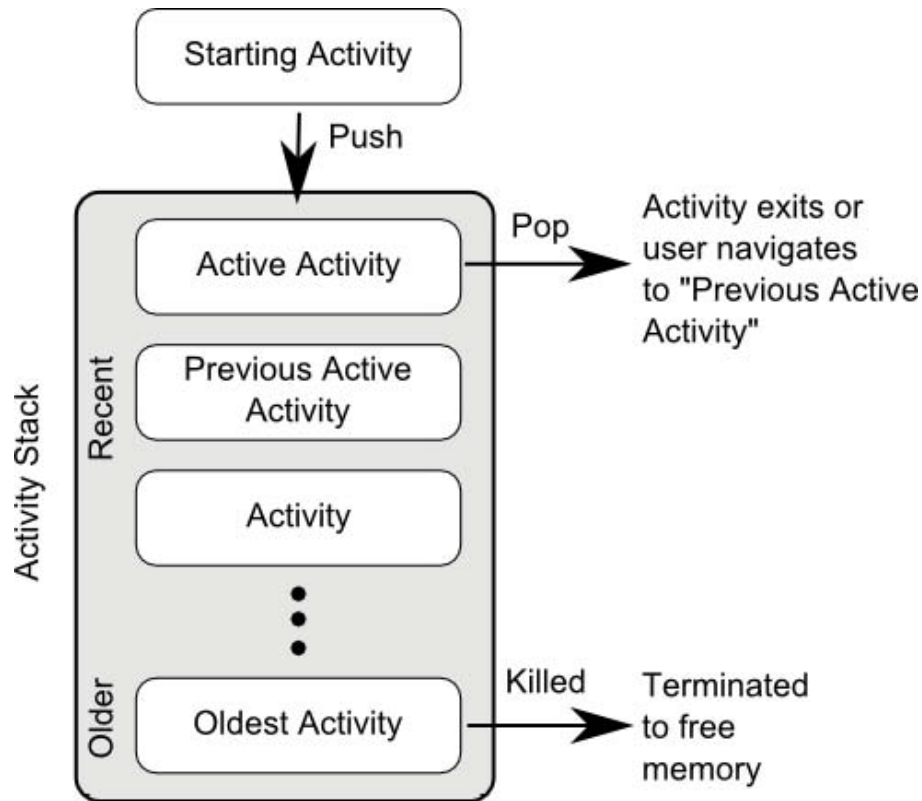 Starting Activity
Push
Active Activity
Pop
Activity exits or
user navigates
to "Previous Active
Activity"
Previous Active
Activity
Activity
Oldest Activity
Killed
Terminated
to free
memory
Activity Stack
Recent
Older